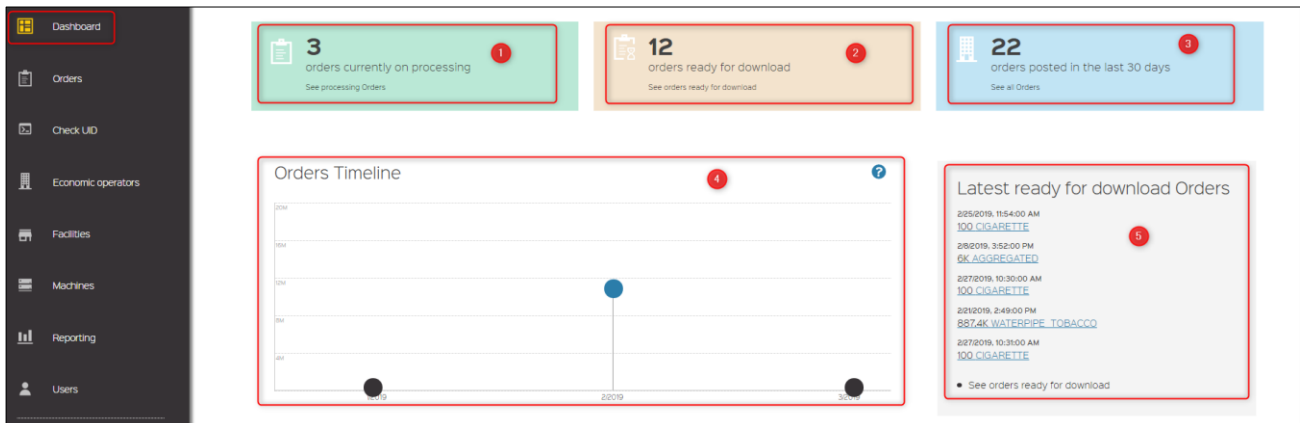 Dashboard
Orders
Check UID
Economic operators
Facilities
Machines
Reporting
Users
3
orders currently on processing
See processing Orders
1
12
orders ready for download
See orders ready for download
2
22
orders posted in the last 30 days
See all Orders
3
Orders Timeline
4
?
20M
16M
12M
8M
4M
1/2019
2/2019
3/2019
Latest ready for download Orders
5
2/25/2019, 11:54:00 AM
100 CIGARETTE
2/8/2019, 3:52:00 PM
6K AGGREGATED
2/27/2019, 10:30:00 AM
100 CIGARETTE
2/21/2019, 2:49:00 PM
887.4K WATERPIPE_TOBACCO
2/27/2019, 10:31:00 AM
100 CIGARETTE
See orders ready for download